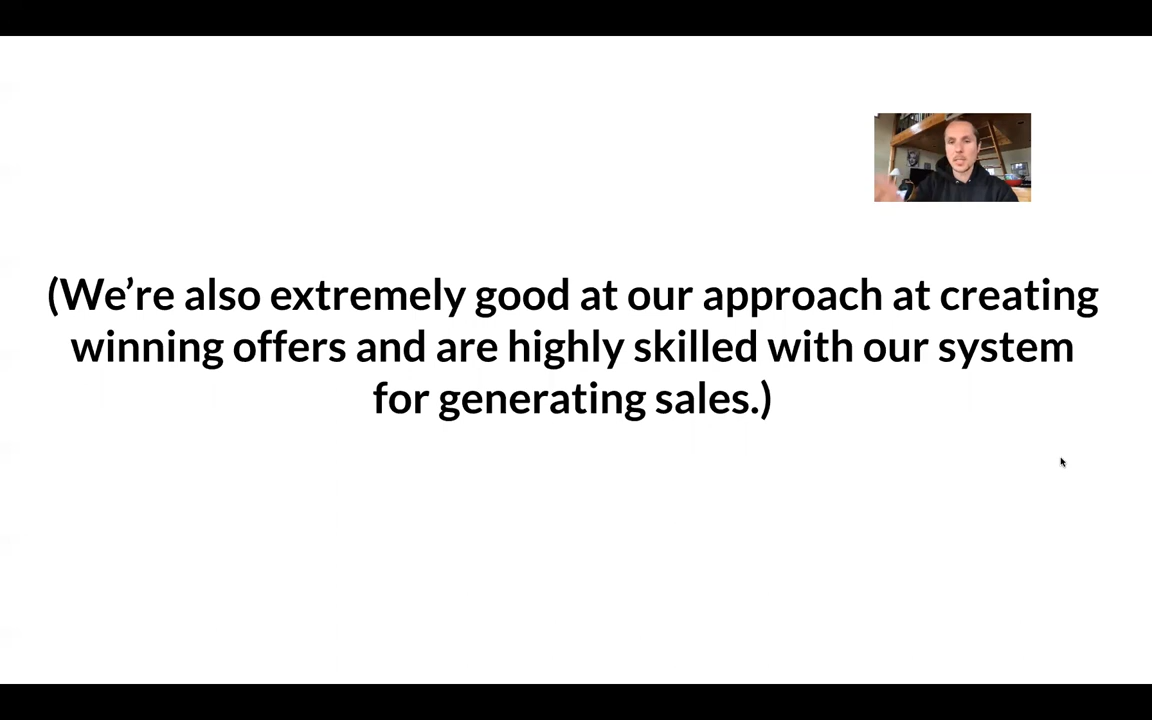 (We’re also extremely good at our approach at creating
winning offers and are highly skilled with our system
for generating sales.)